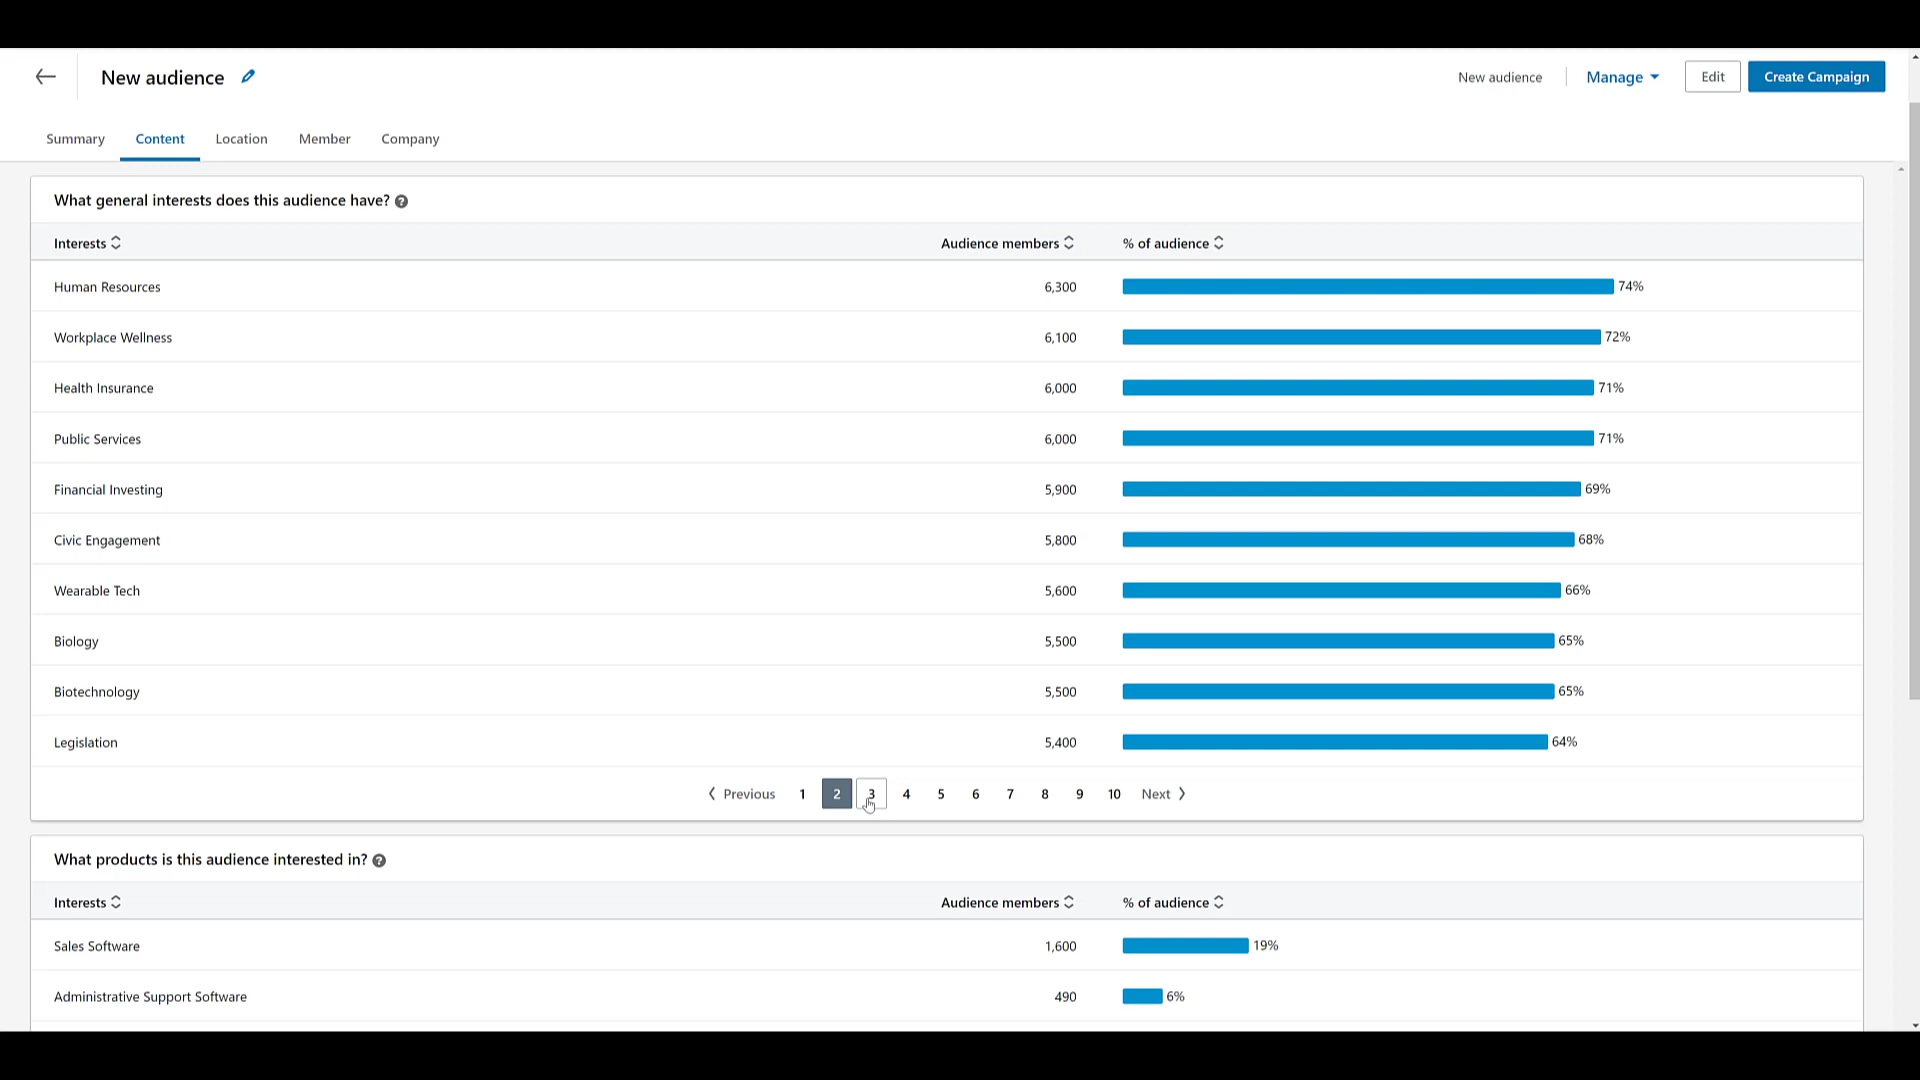 New audience
New audience Manage Edit Create Campaign
Summary Content Location Member Company
What general interests does this audience have? ?
Interests Audience members % of audience
Human Resources 6,300 74%
Workplace Wellness 6,100 72%
Health Insurance 6,000 71%
Public Services 6,000 71%
Financial Investing 5,900 69%
Civic Engagement 5,800 68%
Wearable Tech 5,600 66%
Biology 5,500 65%
Biotechnology 5,500 65%
Legislation 5,400 64%
Previous 1 2 3 4 5 6 7 8 9 10 Next
What products is this audience interested in? ?
Interests Audience members % of audience
Sales Software 1,600 19%
Administrative Support Software 490 6%